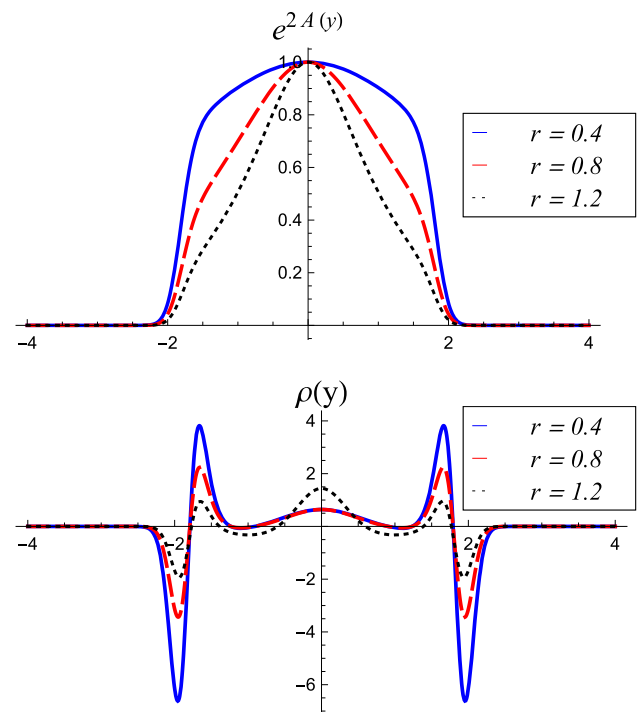 e^{2 A (y)}
1.0
0.8
0.6
0.4
0.2
−4 −2 2 4
r = 0.4
r = 0.8
r = 1.2
ρ(y)
4
2
−2
−4
−6
−4 −2 2 4
r = 0.4
r = 0.8
r = 1.2